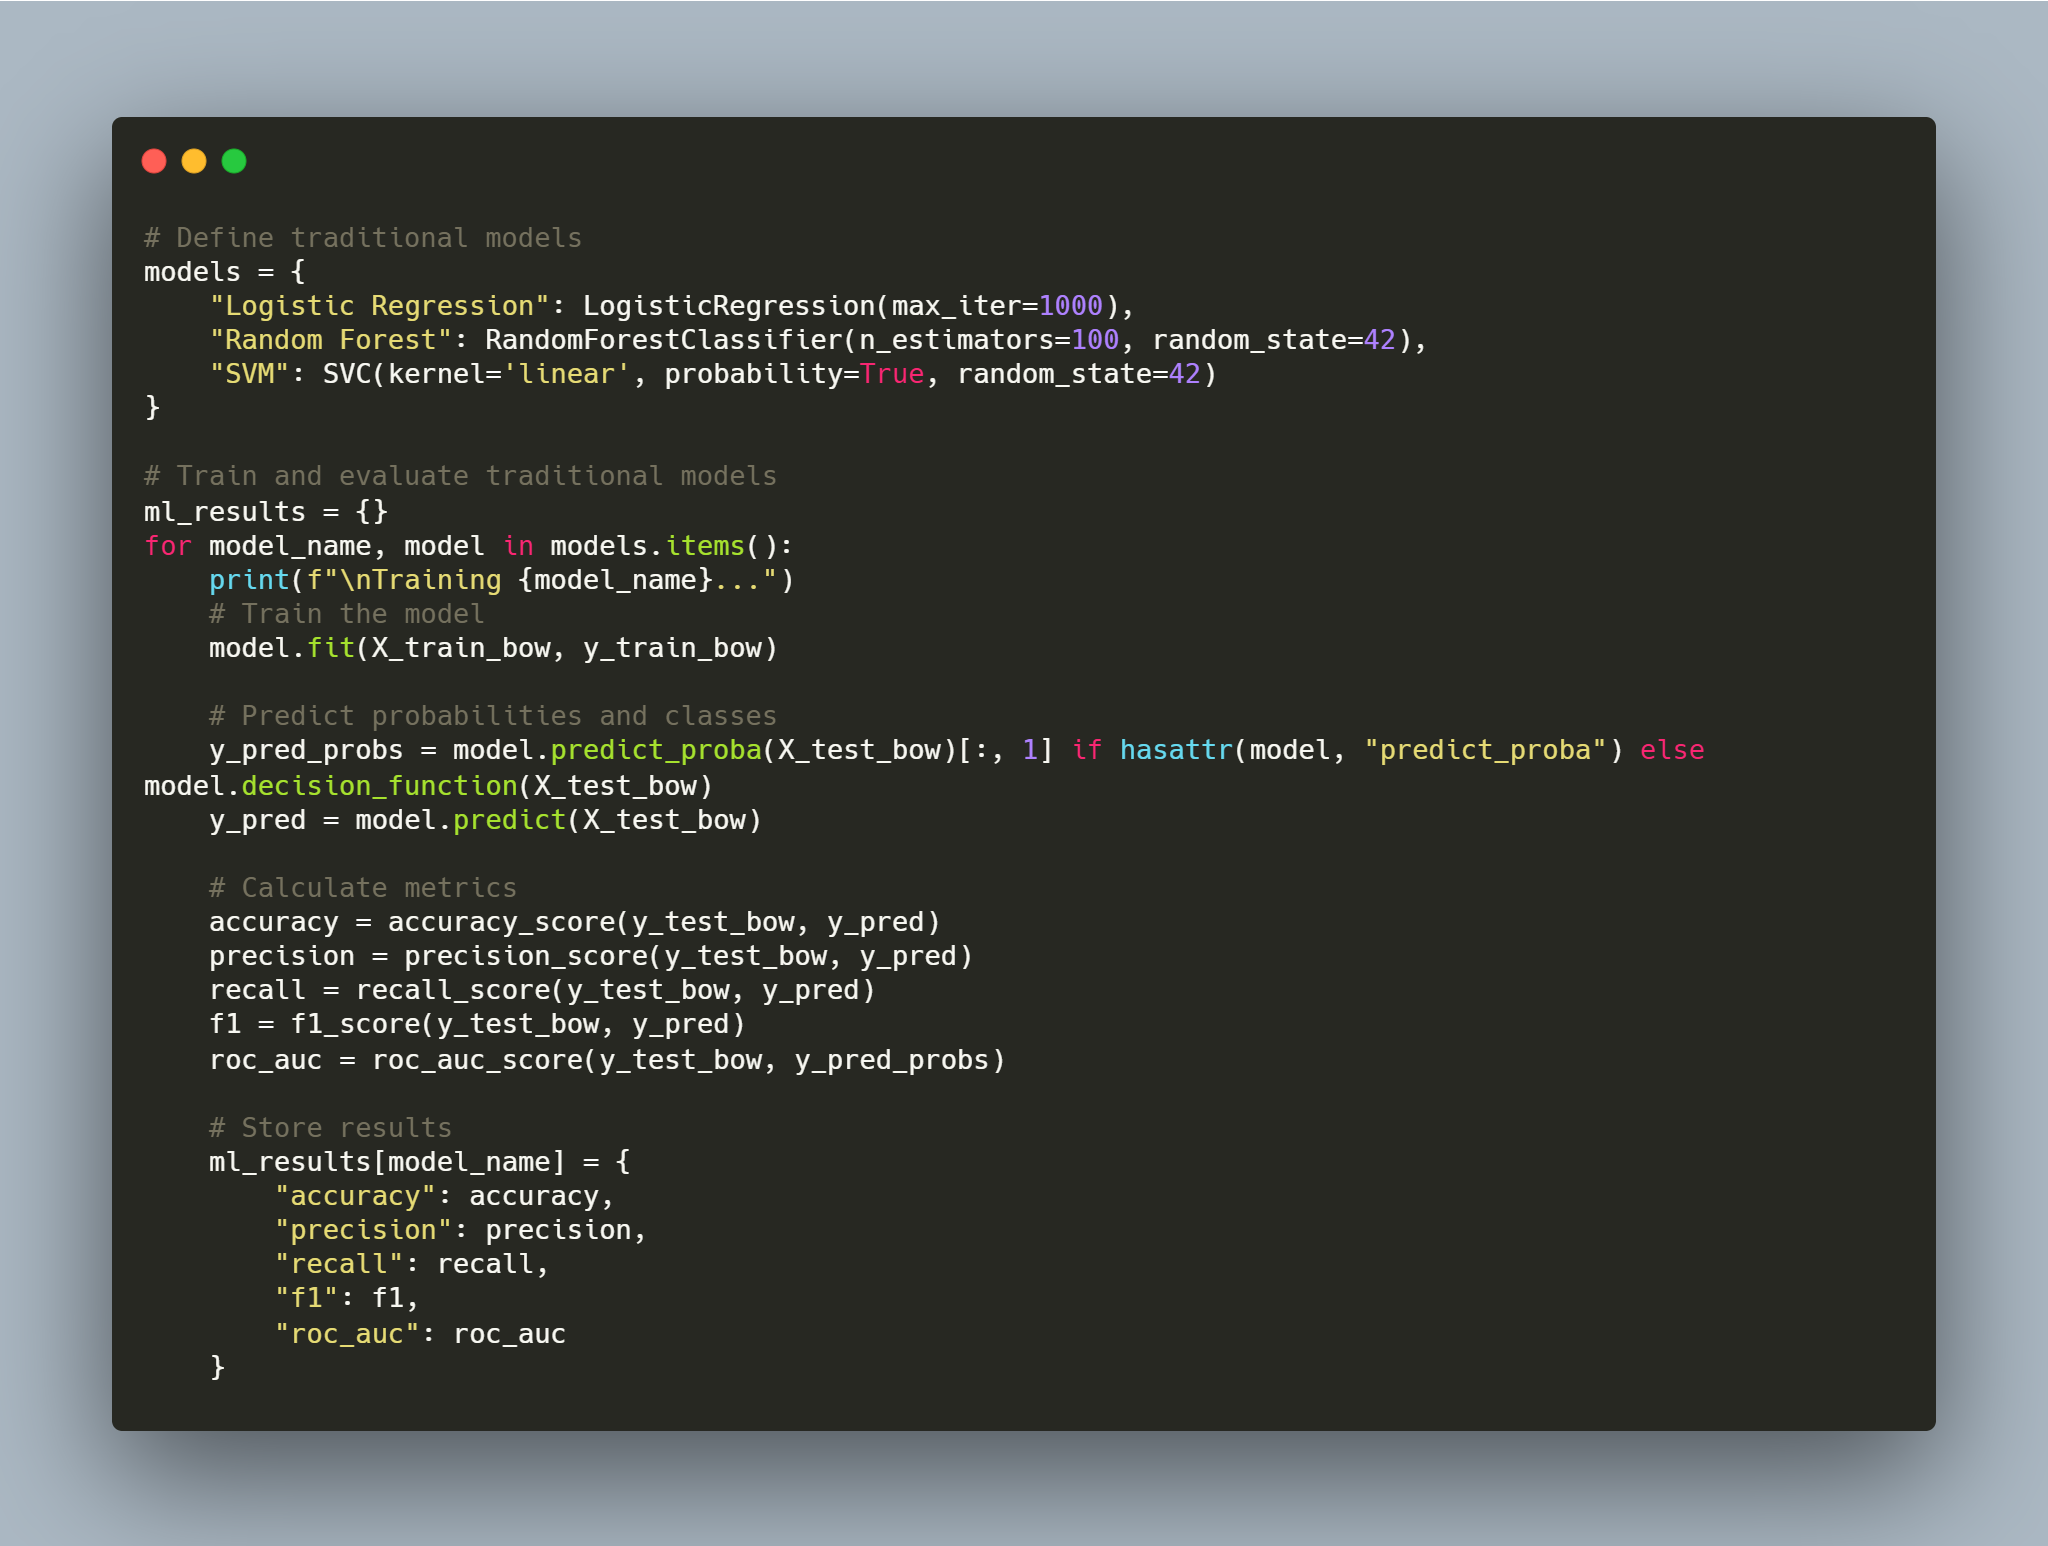 # Define traditional models
models = {
    "Logistic Regression": LogisticRegression(max_iter=1000),
    "Random Forest": RandomForestClassifier(n_estimators=100, random_state=42),
    "SVM": SVC(kernel='linear', probability=True, random_state=42)
}

# Train and evaluate traditional models
ml_results = {}
for model_name, model in models.items():
    print(f"\nTraining {model_name}...")
    # Train the model
    model.fit(X_train_bow, y_train_bow)

    # Predict probabilities and classes
    y_pred_probs = model.predict_proba(X_test_bow)[:, 1] if hasattr(model, "predict_proba") else
model.decision_function(X_test_bow)
    y_pred = model.predict(X_test_bow)

    # Calculate metrics
    accuracy = accuracy_score(y_test_bow, y_pred)
    precision = precision_score(y_test_bow, y_pred)
    recall = recall_score(y_test_bow, y_pred)
    f1 = f1_score(y_test_bow, y_pred)
    roc_auc = roc_auc_score(y_test_bow, y_pred_probs)

    # Store results
    ml_results[model_name] = {
        "accuracy": accuracy,
        "precision": precision,
        "recall": recall,
        "f1": f1,
        "roc_auc": roc_auc
    }